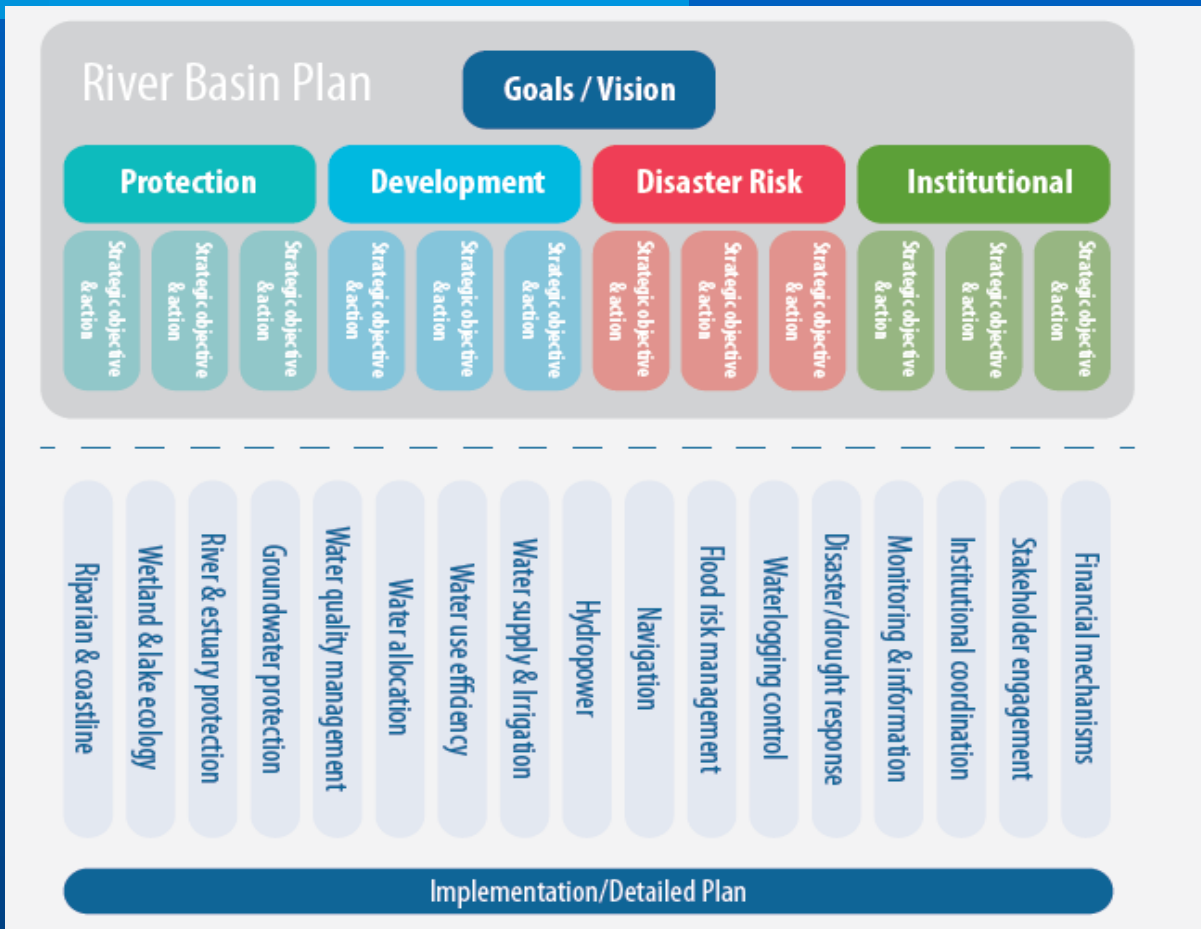 River Basin Plan
Goals / Vision
Protection
Development
Disaster Risk
Institutional
Strategic objective
& action
Strategic objective
& action
Strategic objective
& action
Strategic objective
& action
Strategic objective
& action
Strategic objective
& action
Strategic objective
& action
Strategic objective
& action
Strategic objective
& action
Strategic objective
& action
Strategic objective
& action
Strategic objective
& action
Riparian & coastline
Wetland & lake ecology
River & estuary protection
Groundwater protection
Water quality management
Water allocation
Water use efficiency
Water supply & Irrigation
Hydropower
Navigation
Flood risk management
Waterlogging control
Disaster/drought response
Monitoring & information
Institutional coordination
Stakeholder engagement
Financial mechanisms
Implementation/Detailed Plan